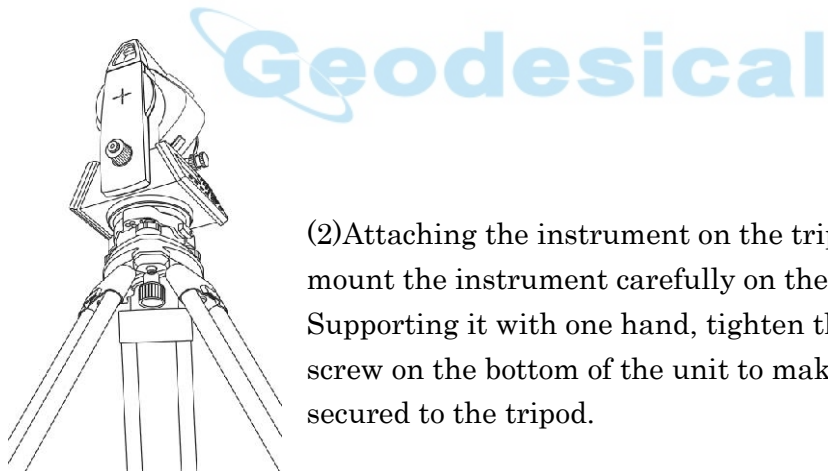 Geodesical
(2)Attaching the instrument on the
mount the instrument carefully on the
Supporting it with one hand, tighten
screw on the bottom of the unit to
secured to the tripod.